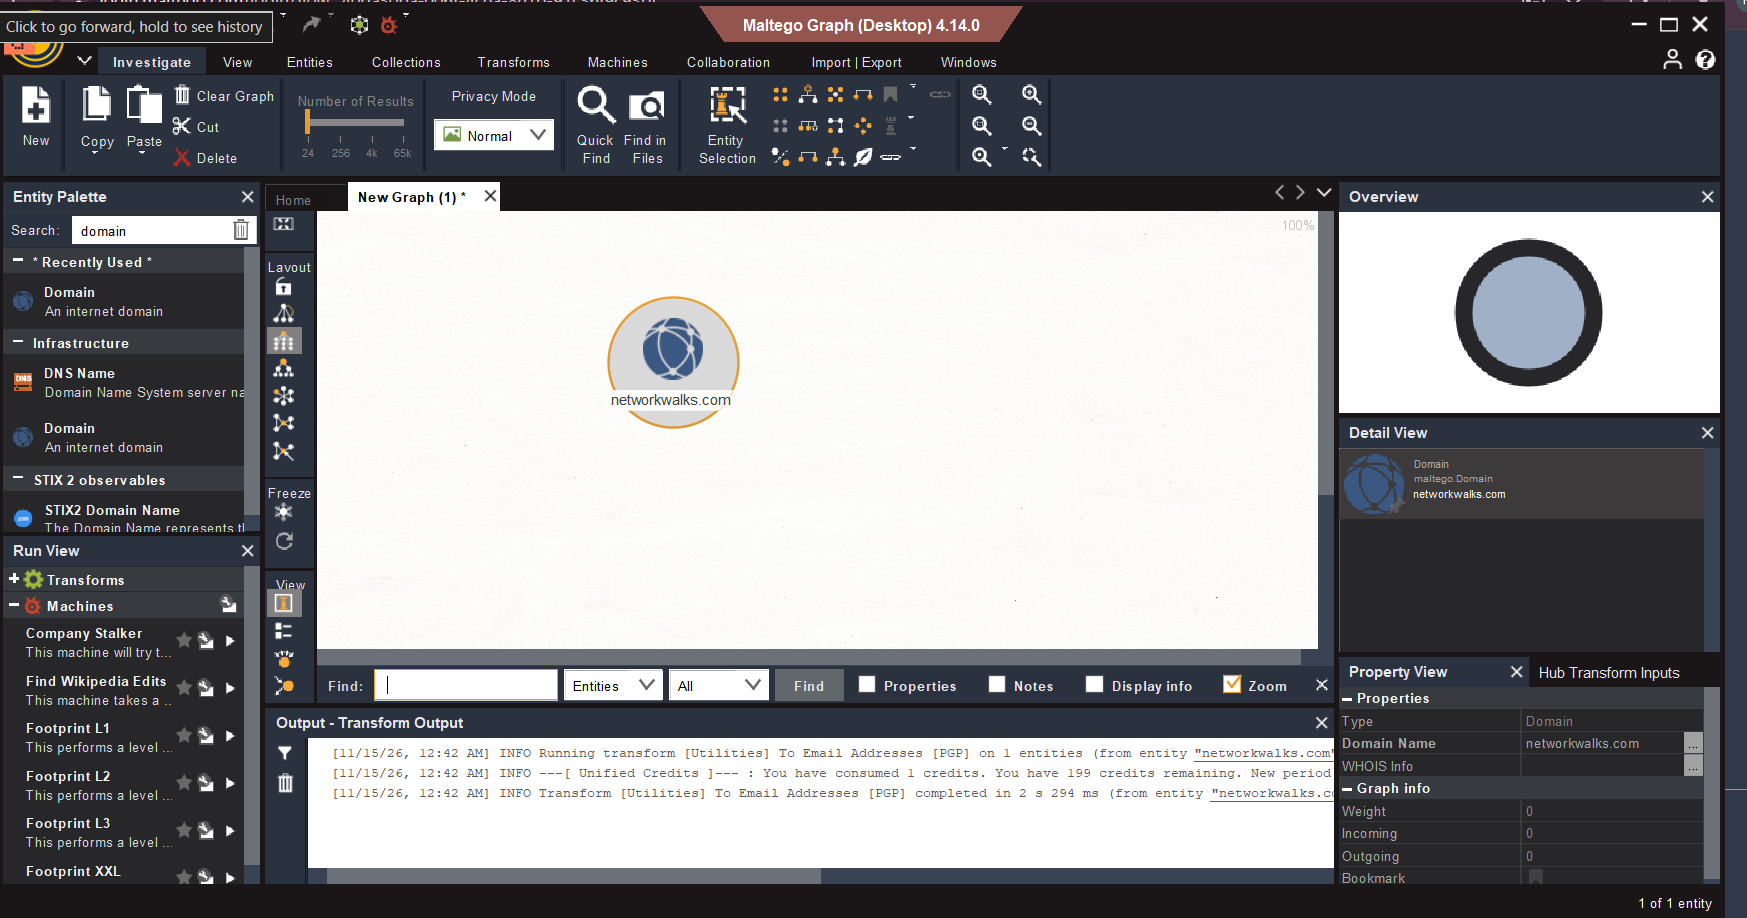 Click to go forward, hold to see history
Maltego Graph (Desktop) 4.14.0
Investigate
View
Entities
Collections
Transforms
Machines
Collaboration
Import | Export
Windows
New
Copy
Paste
Clear Graph
Cut
Delete
Number of Results
24 256 4k 65k
Privacy Mode
Normal
Quick
Find
Find in
Files
Entity
Selection
Entity Palette
Search: domain
* Recently Used *
Domain
An internet domain
Infrastructure
DNS
DNS Name
Domain Name System server na
Domain
An internet domain
STIX 2 observables
STIX2 Domain Name
The Domain Name represents tl
Run View
Transforms
Machines
Company Stalker
This machine will try t...
Find Wikipedia Edits
This machine takes a ..
Footprint L1
This performs a level ...
Footprint L2
This performs a level ...
Footprint L3
This performs a level ...
Footprint XXL
Home
New Graph (1) *
Layout
Freeze
View
100%
networkwalks.com
Find:
Entities
All
Find
Properties
Notes
Display info
Zoom
Output - Transform Output
[11/15/26, 12:42 AM] INFO Running transform [Utilities] To Email Addresses [PGP] on 1 entities (from entity "networkwalks.com"
[11/15/26, 12:42 AM] INFO ---[ Unified Credits ]--- : You have consumed 1 credits. You have 199 credits remaining. New period
[11/15/26, 12:42 AM] INFO Transform [Utilities] To Email Addresses [PGP] completed in 2 s 294 ms (from entity "networkwalks.co
Overview
Detail View
Domain
maltego.Domain
networkwalks.com
Property View
Hub Transform Inputs
Properties
Type Domain
Domain Name networkwalks.com ...
WHOIS Info ...
Graph info
Weight 0
Incoming 0
Outgoing 0
Bookmark
1 of 1 entity